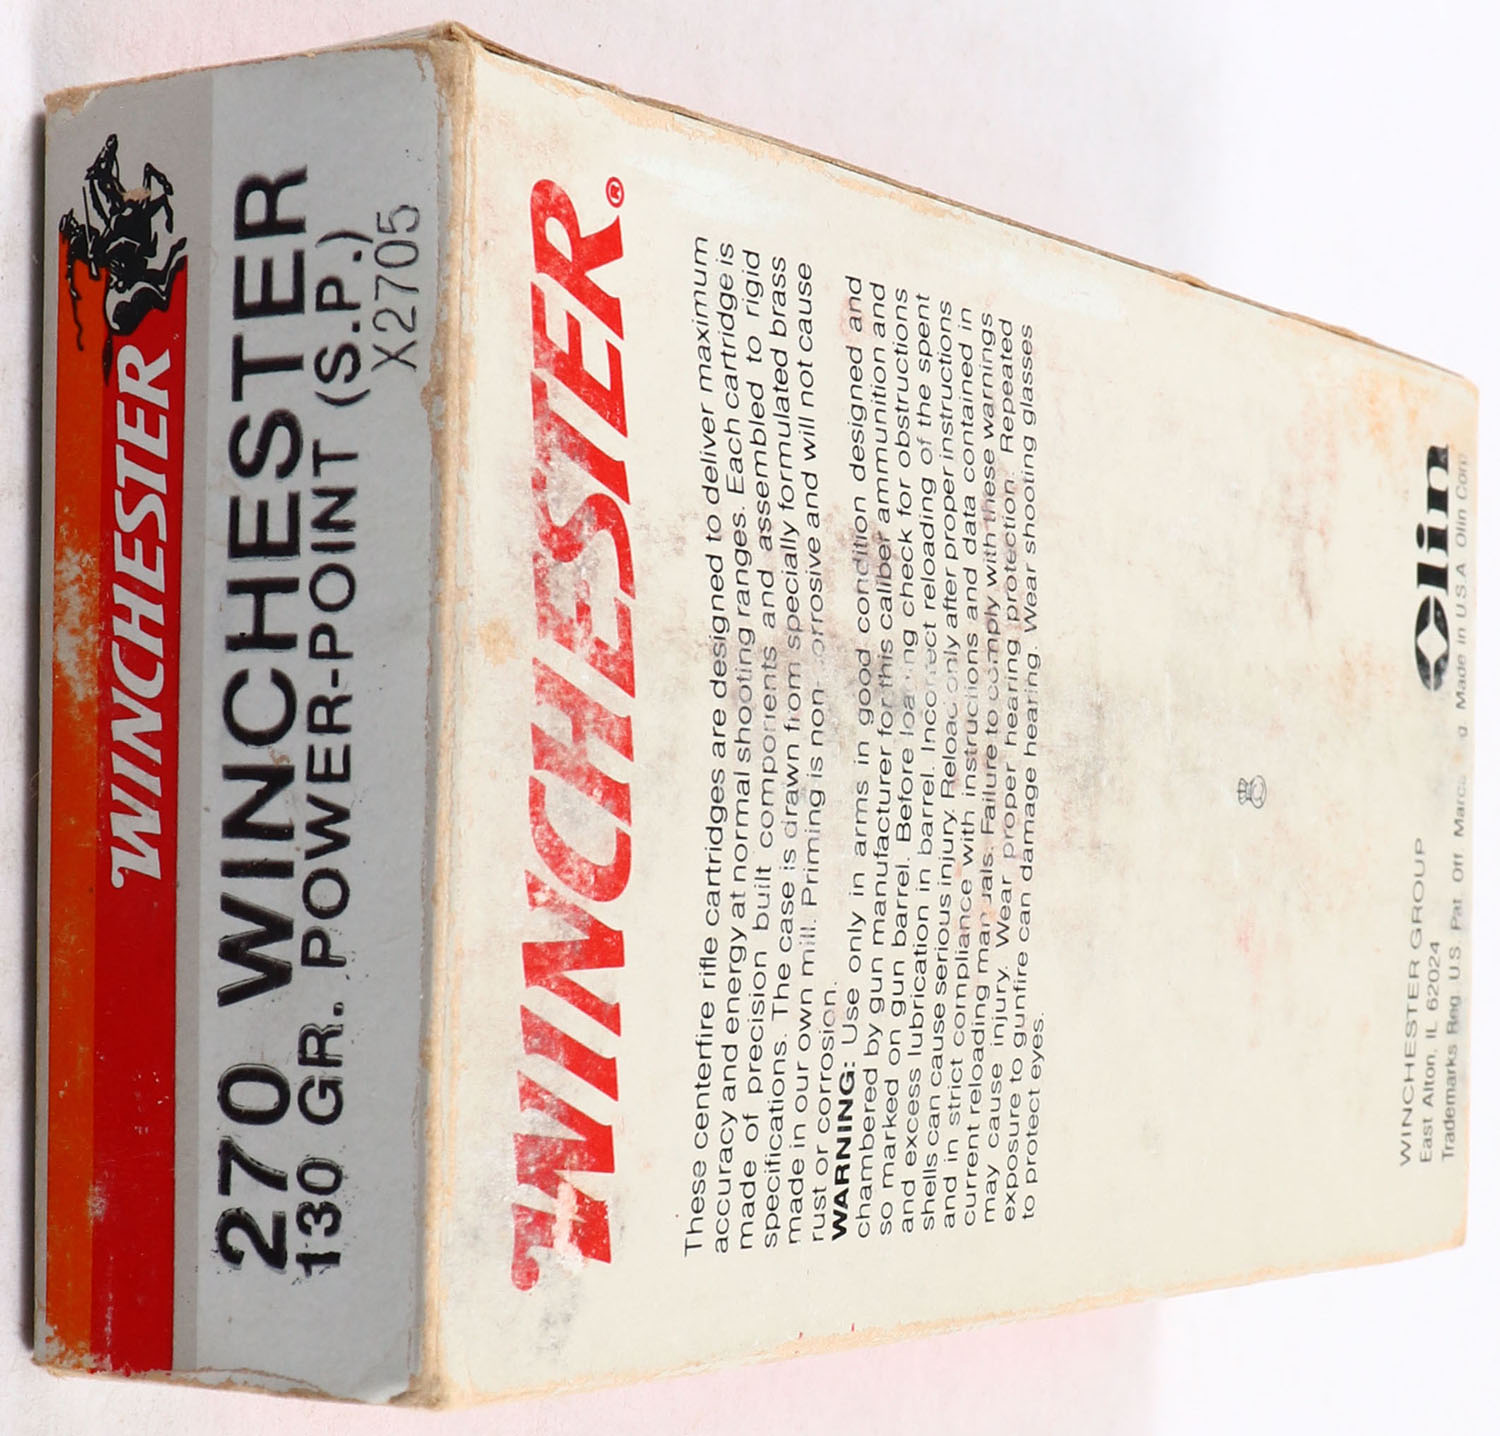 WINCHESTER
270 WINCHESTER
130 GR. POWER-POINT (S.P.)
X2705
WINCHESTER®
These centerfire rifle cartridges are designed to deliver maximum
accuracy and energy at normal shooting ranges. Each cartridge is
made of precision built components and assembled to rigid
specifications. The case is drawn from specially formulated brass
made in our own mill. Priming is non-corrosive and will not cause
rust or corrosion.
WARNING: Use only in arms in good condition designed and
chambered by gun manufacturer for this caliber ammunition and
so marked on gun barrel. Before loading check for obstructions
and excess lubrication in barrel. Incorrect reloading of the spent
shells can cause serious injury. Reload only after proper instructions
and in strict compliance with instructions and data contained in
current reloading manuals. Failure to comply with these warnings
may cause injury. Wear proper hearing protection. Repeated
exposure to gunfire can damage hearing. Wear shooting glasses
to protect eyes.
WINCHESTER GROUP
East Alton, IL 62024
Olin
Trademarks Reg. U.S. Pat. Off. Marca Made in U.S.A. Olin Corp.